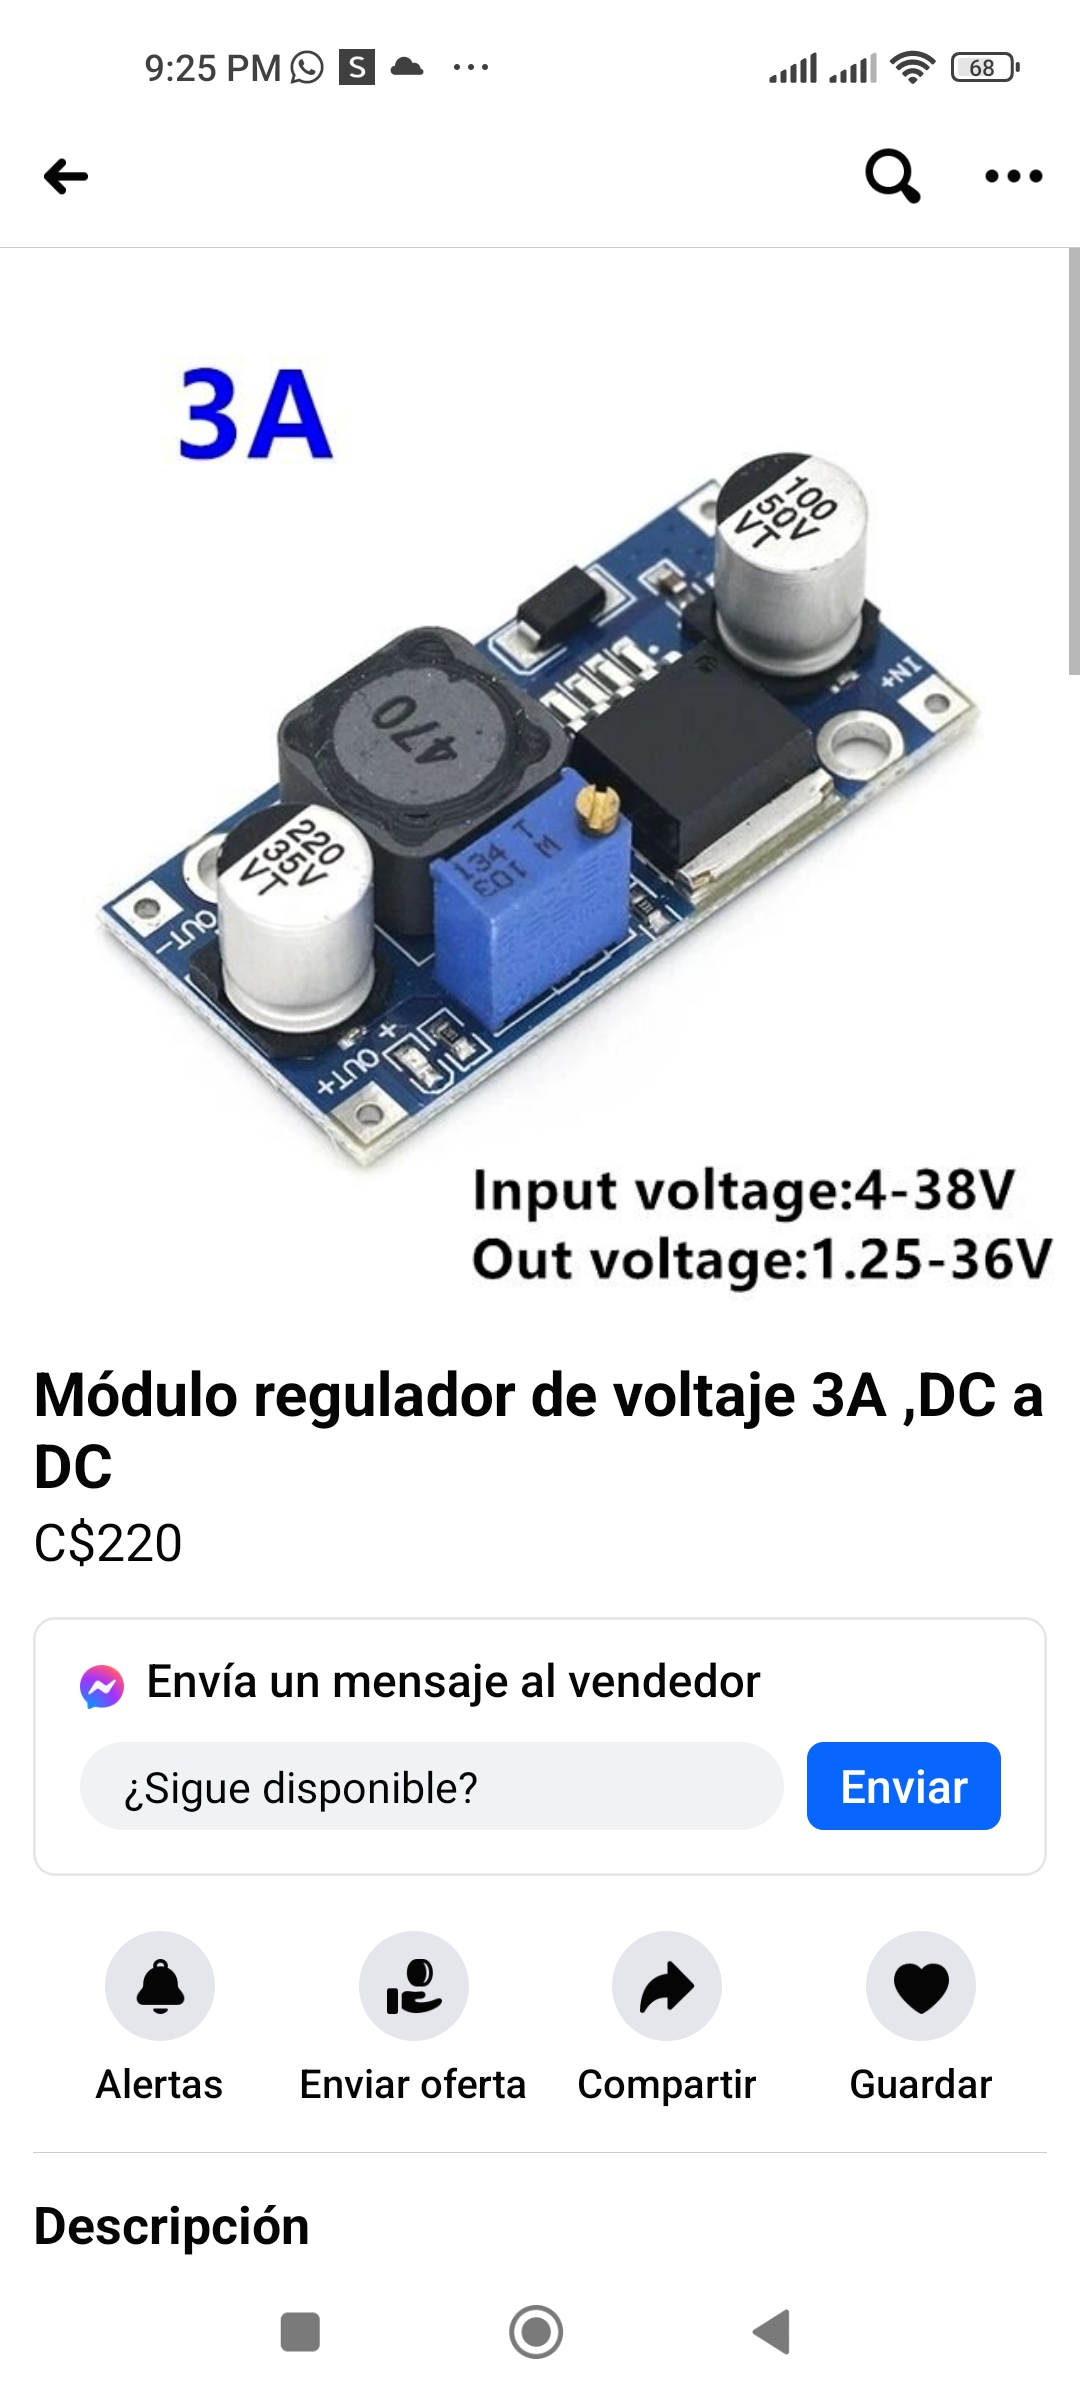 9:25 PM S ...
68
3A
100
50V
VT
IN+
470
220
35V
VT
134 T
103 M
OUT-
OUT+
+
Input voltage:4-38V
Out voltage:1.25-36V
Módulo regulador de voltaje 3A ,DC a
DC
C$220
Envía un mensaje al vendedor
¿Sigue disponible?
Enviar
Alertas
Enviar oferta
Compartir
Guardar
Descripción